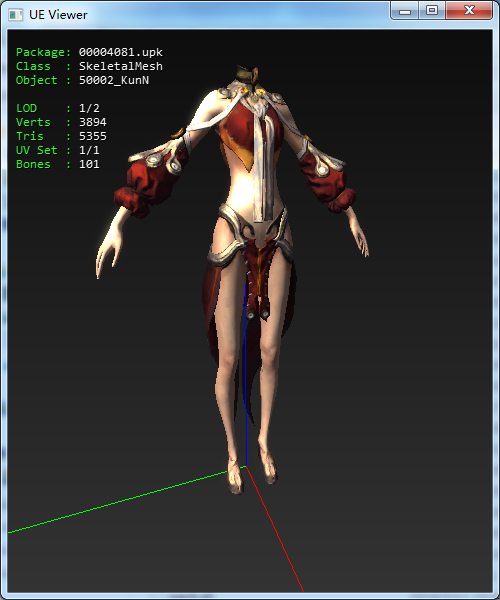 UE Viewer
Package: 00004081.upk
Class : SkeletalMesh
Object : 50002_KunN
LOD : 1/2
Verts : 3894
Tris : 5355
UV Set : 1/1
Bones : 101